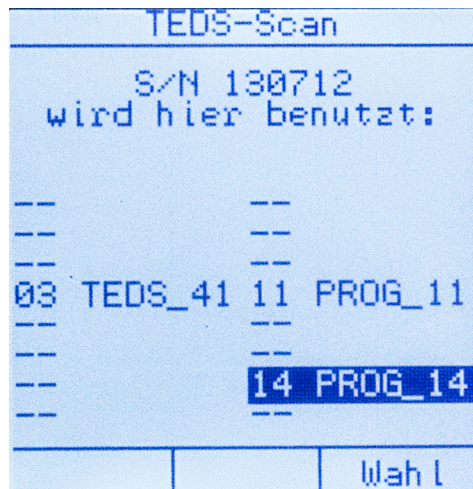 TEDS-Scan
S/N 130712
wird hier benutzt:
-- --
-- --
-- --
03 TEDS_41 11 PROG_11
-- --
-- --
-- 14 PROG_14
-- --
Wahl